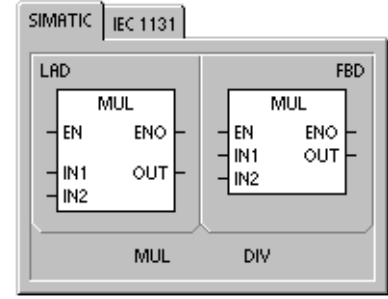 SIMATIC IEC 1131
LAD FBD
MUL MUL
EN ENO EN ENO
IN1 OUT IN1 OUT
IN2 IN2
MUL DIV